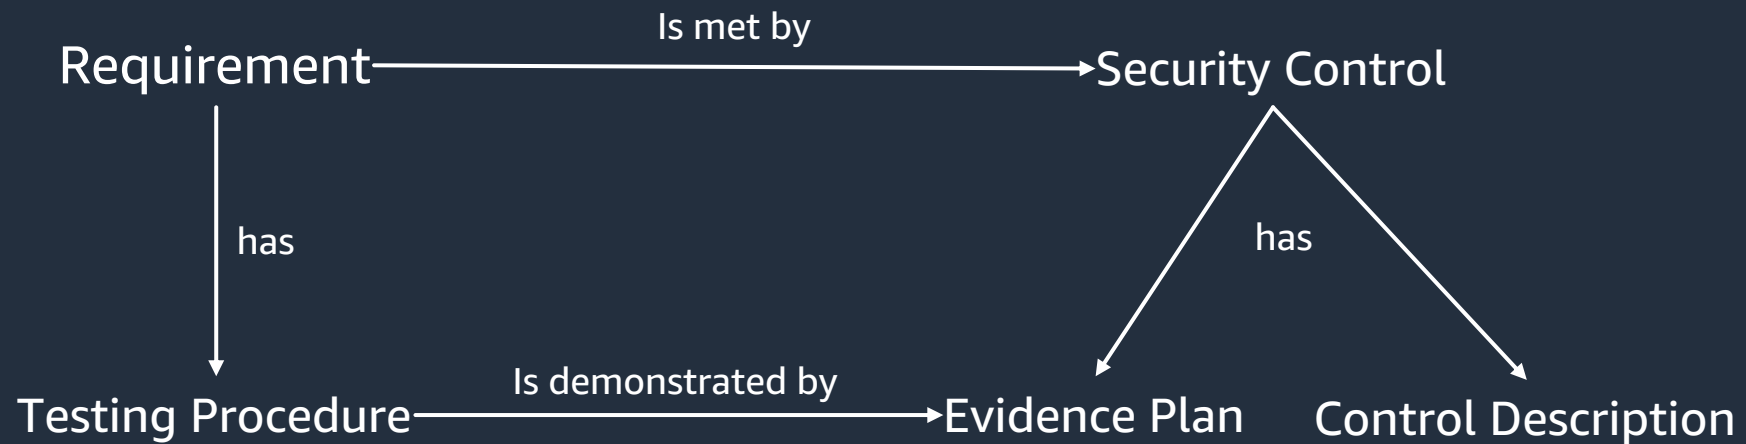 Is met by
Requirement
Security Control
has
has
Is demonstrated by
Testing Procedure
Evidence Plan
Control Description